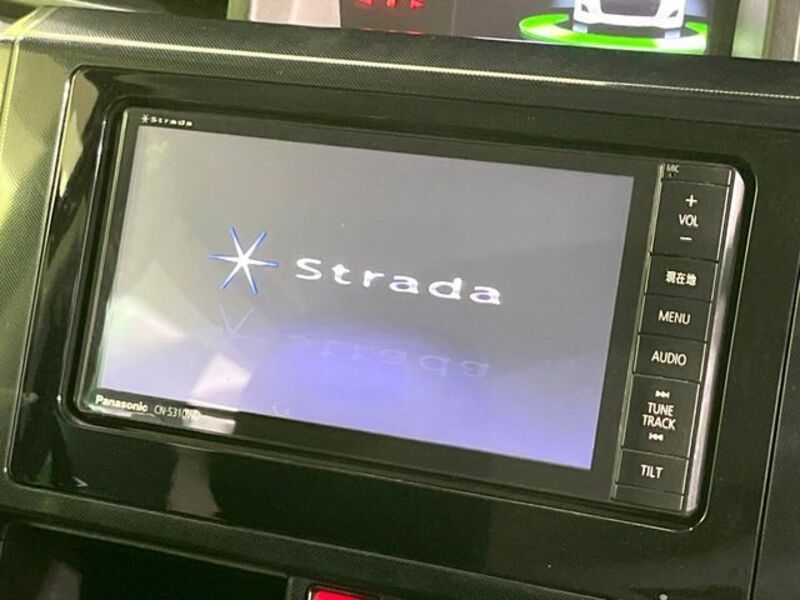 Strada
MIC
+
VOL
−
現在地
Strada
MENU
AUDIO
TUNE
TRACK
TILT
Panasonic